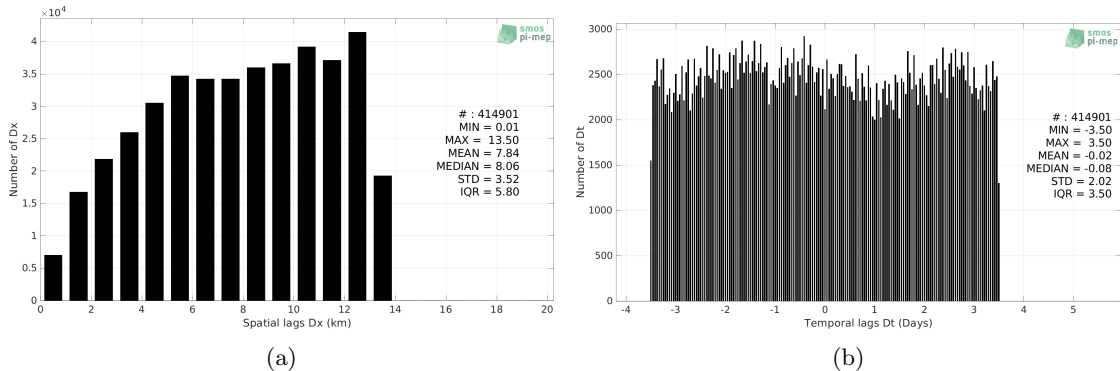 ×10⁴
4
3.5
3
2.5
2
1.5
1
0.5
0
0 2 4 6 8 10 12 14 16 18 20
Number of Dx
Spatial lags Dx (km)
smos
pi-mep
# : 414901
MIN = 0.01
MAX = 13.50
MEAN = 7.84
MEDIAN = 8.06
STD = 3.52
IQR = 5.80
(a)
3000
2500
2000
1500
1000
500
0
-4 -3 -2 -1 0 1 2 3 4 5
Number of Dt
Temporal lags Dt (Days)
smos
pi-mep
# : 414901
MIN = -3.50
MAX = 3.50
MEAN = -0.02
MEDIAN = -0.08
STD = 2.02
IQR = 3.50
(b)